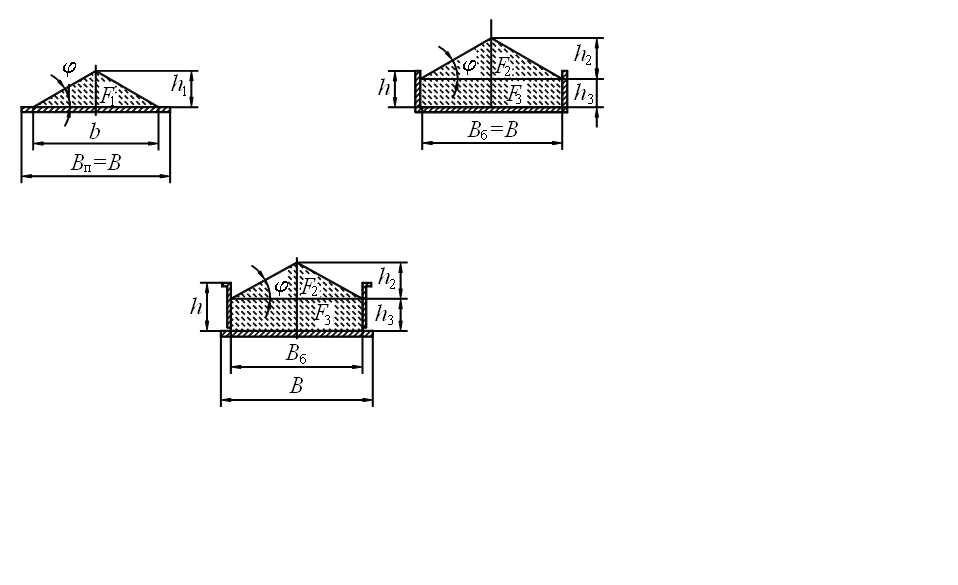 φ
F₁
h₁
b
Bп = B
h
φ
F₂
F₃
h₂
h₃
Bб = B
h
φ
F₂
F₃
h₂
h₃
Bб
B